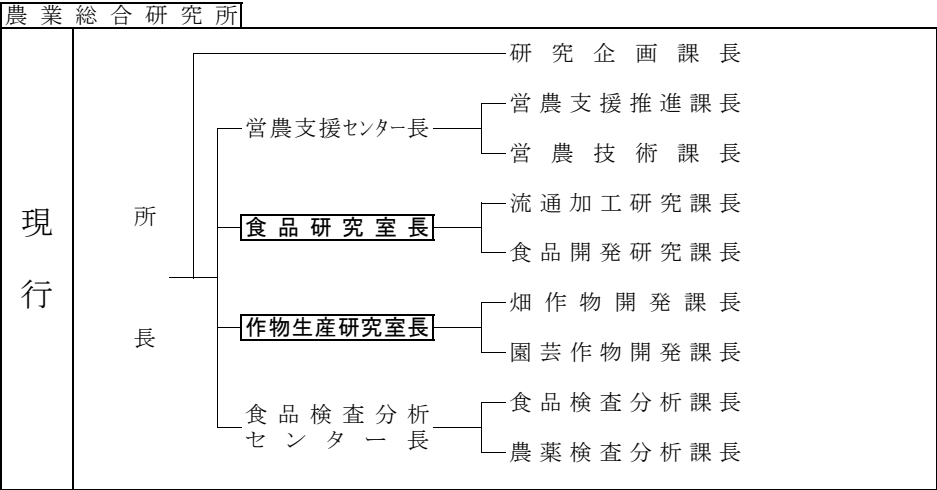 農業総合研究所
現行
所長
研究企画課長
営農支援センター長
営農支援推進課長
営農技術課長
食品研究室長
流通加工研究課長
食品開発研究課長
作物生産研究室長
畑作物開発課長
園芸作物開発課長
食品検査分析
センター長
食品検査分析課長
農薬検査分析課長